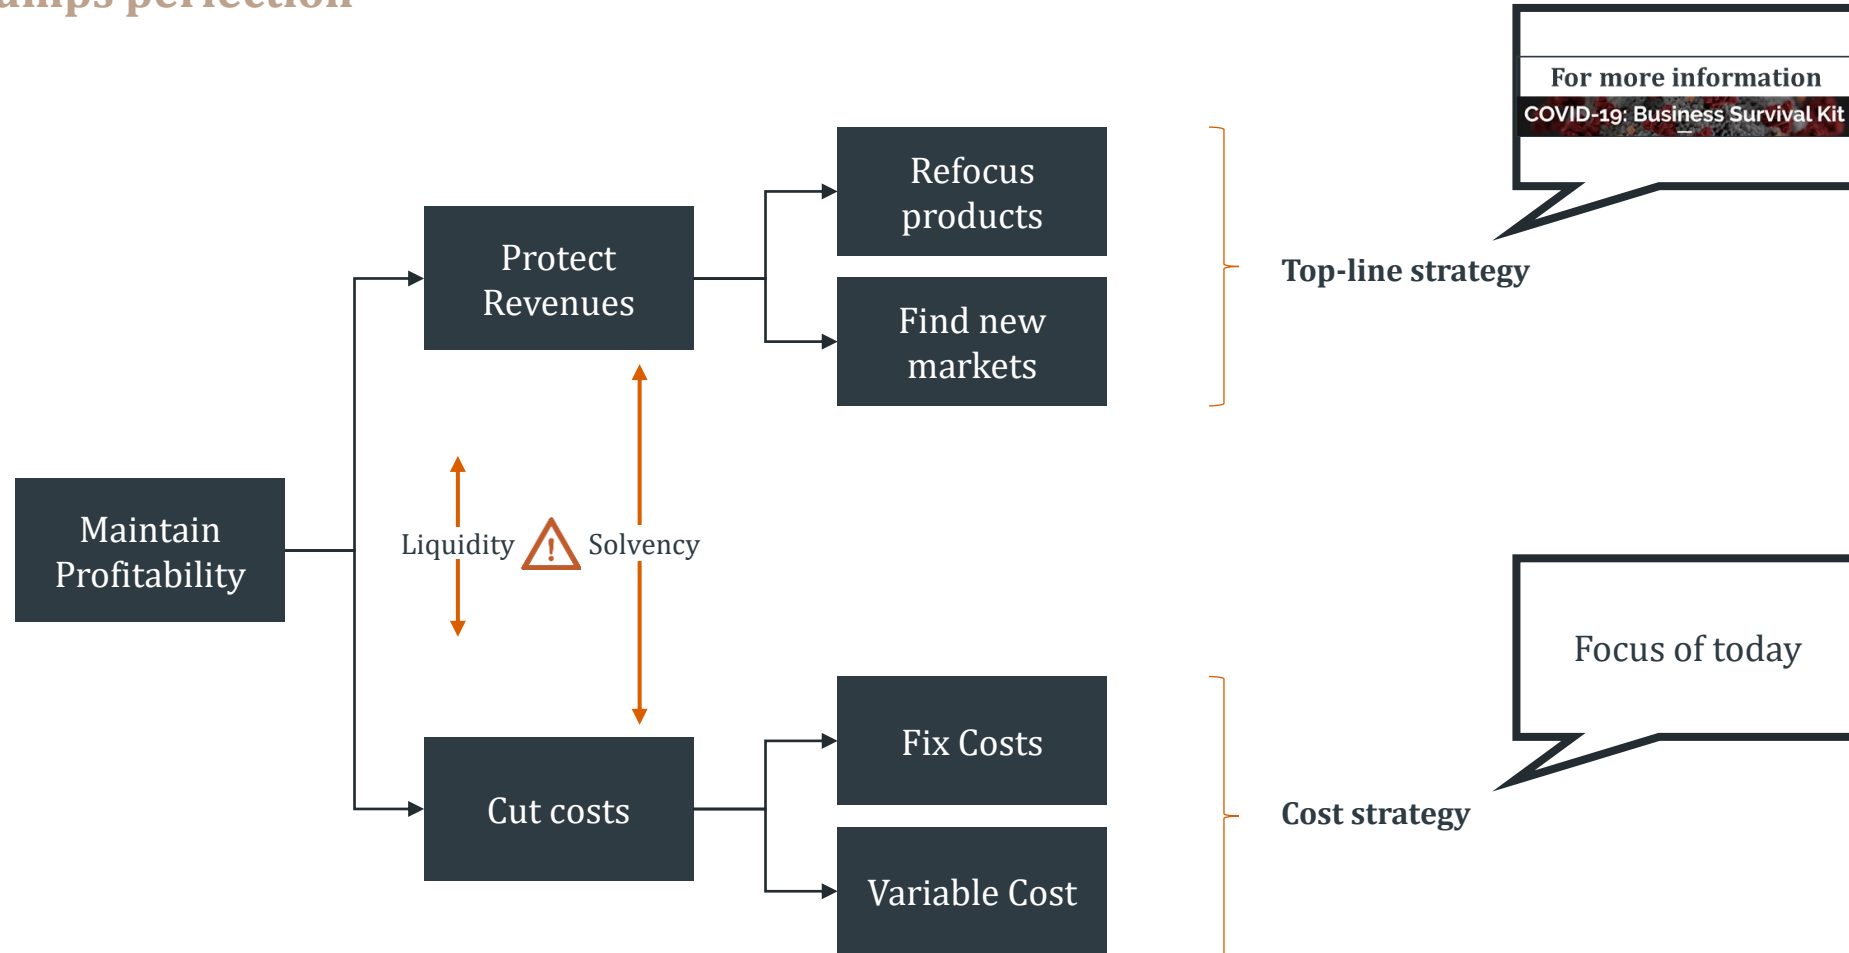 perfection
For more information
COVID-19: Business Survival Kit
Refocus
products
Protect
Revenues
Top-line strategy
Find new
markets
Maintain
Profitability
Liquidity
Solvency
Focus of today
Fix Costs
Cut costs
Cost strategy
Variable Cost